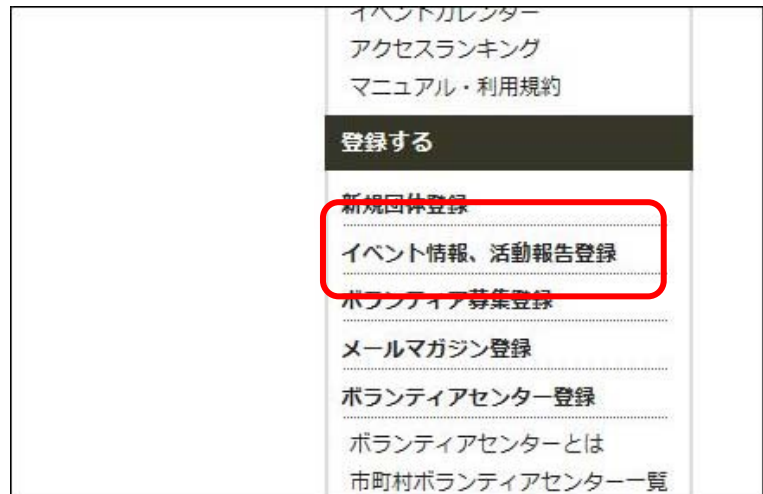 イベントカレンダー
アクセスランキング
マニュアル・利用規約
登録する
新規団体登録
イベント情報、活動報告登録
ボランティア募集登録
メールマガジン登録
ボランティアセンター登録
ボランティアセンターとは
市町村ボランティアセンター一覧